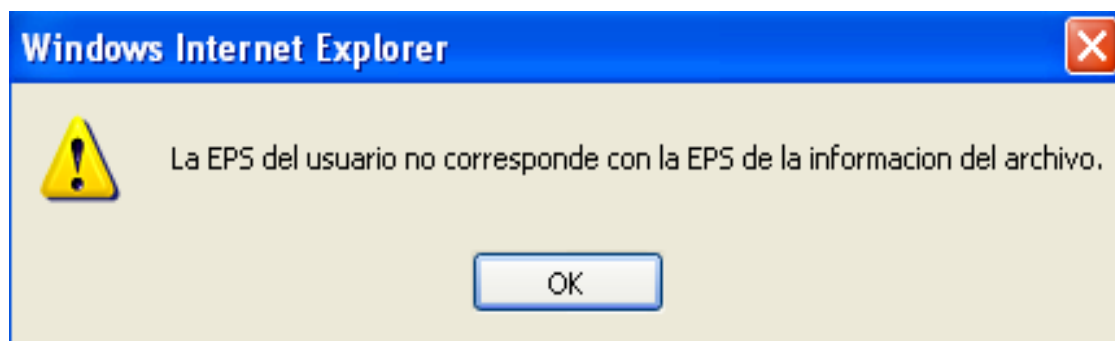 Windows Internet Explorer
La EPS del usuario no corresponde con la EPS de la informacion del archivo.
OK